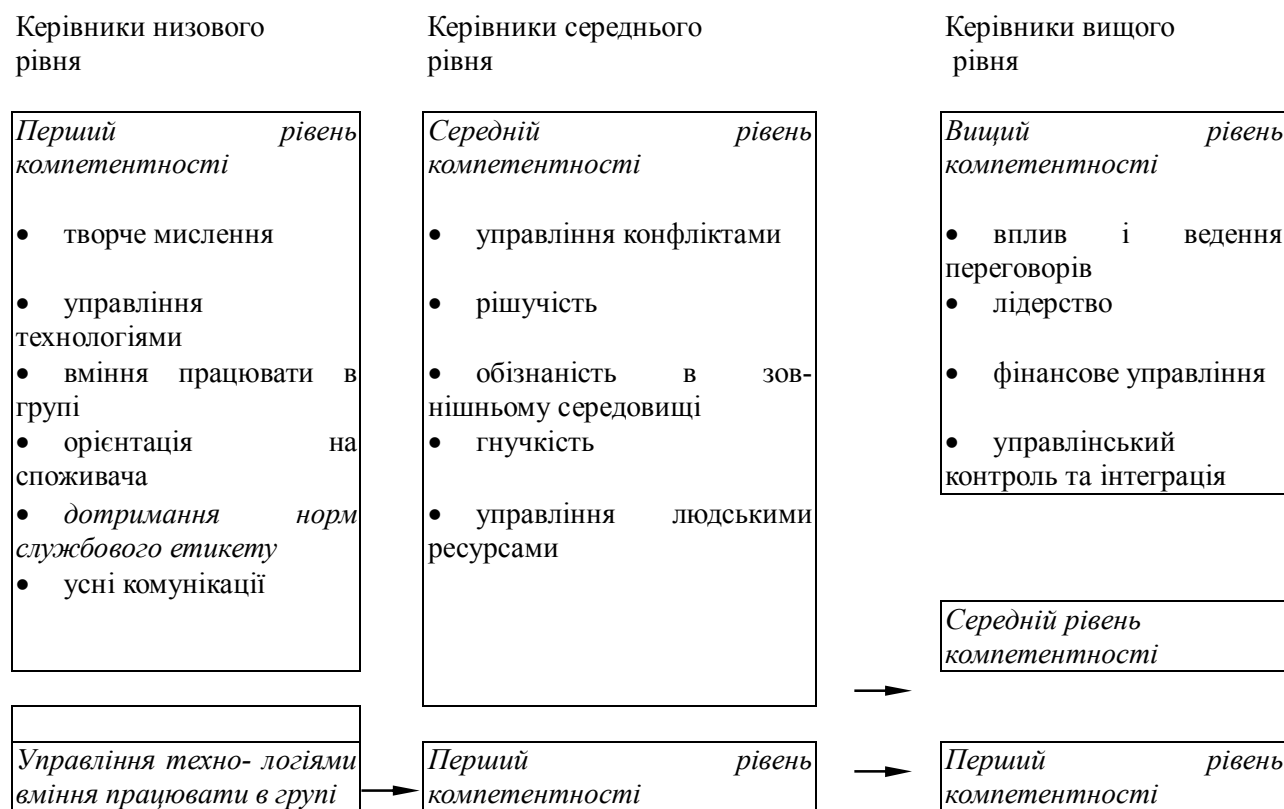 Керівники низового
рівня
Керівники середнього
рівня
Керівники вищого
рівня
Перший рівень
компетентності
• творче мислення
• управління
технологіями
• вміння працювати в
групі
• орієнтація на
споживача
• дотримання норм
службового етикету
• усні комунікації
Середній рівень
компетентності
• управління конфліктами
• рішучість
• обізнаність в зов-
нішньому середовищі
• гнучкість
• управління людськими
ресурсами
Вищий рівень
компетентності
• вплив і ведення
переговорів
• лідерство
• фінансове управління
• управлінський
контроль та інтеграція
Середній рівень
компетентності
Управління техно- логіями
вміння працювати в групі
Перший рівень
компетентності
Перший рівень
компетентності